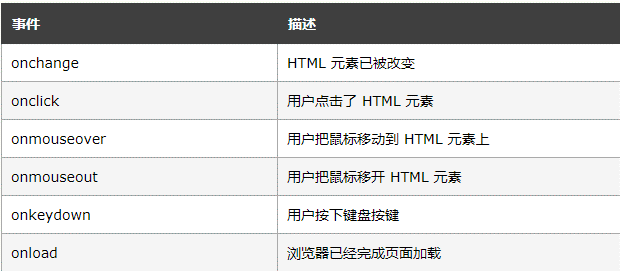 事件 描述
onchange HTML 元素已被改变
onclick 用户点击了 HTML 元素
onmouseover 用户把鼠标移动到 HTML 元素上
onmouseout 用户把鼠标移开 HTML 元素
onkeydown 用户按下键盘按键
onload 浏览器已经完成页面加载